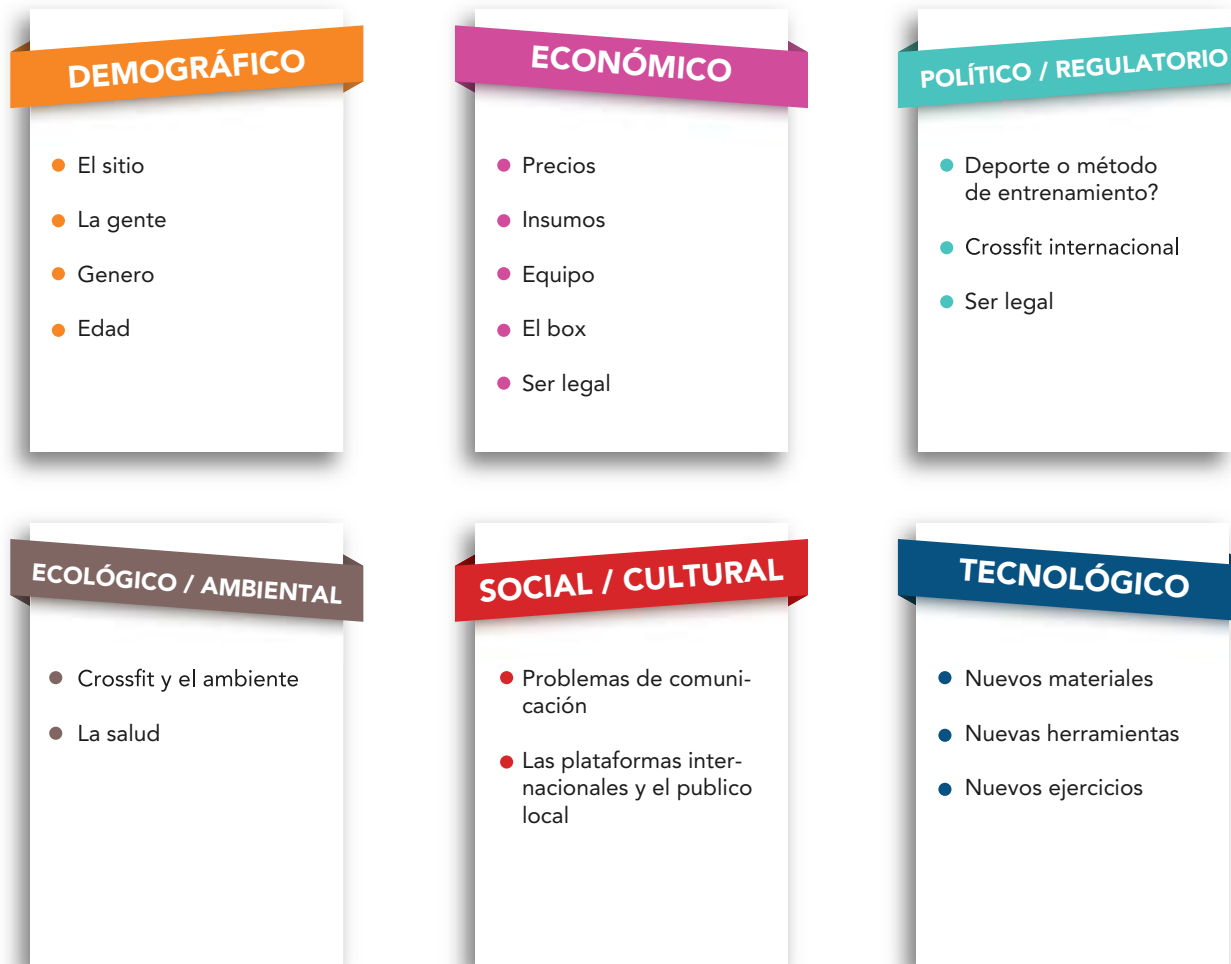 DEMOGRÁFICO
El sitio
La gente
Genero
Edad
ECONÓMICO
Precios
Insumos
Equipo
El box
Ser legal
POLÍTICO / REGULATORIO
Deporte o método
de entrenamiento?
Crossfit internacional
Ser legal
ECOLÓGICO / AMBIENTAL
Crossfit y el ambiente
La salud
SOCIAL / CULTURAL
Problemas de comuni-
cación
Las plataformas inter-
nacionales y el publico
local
TECNOLÓGICO
Nuevos materiales
Nuevas herramientas
Nuevos ejercicios